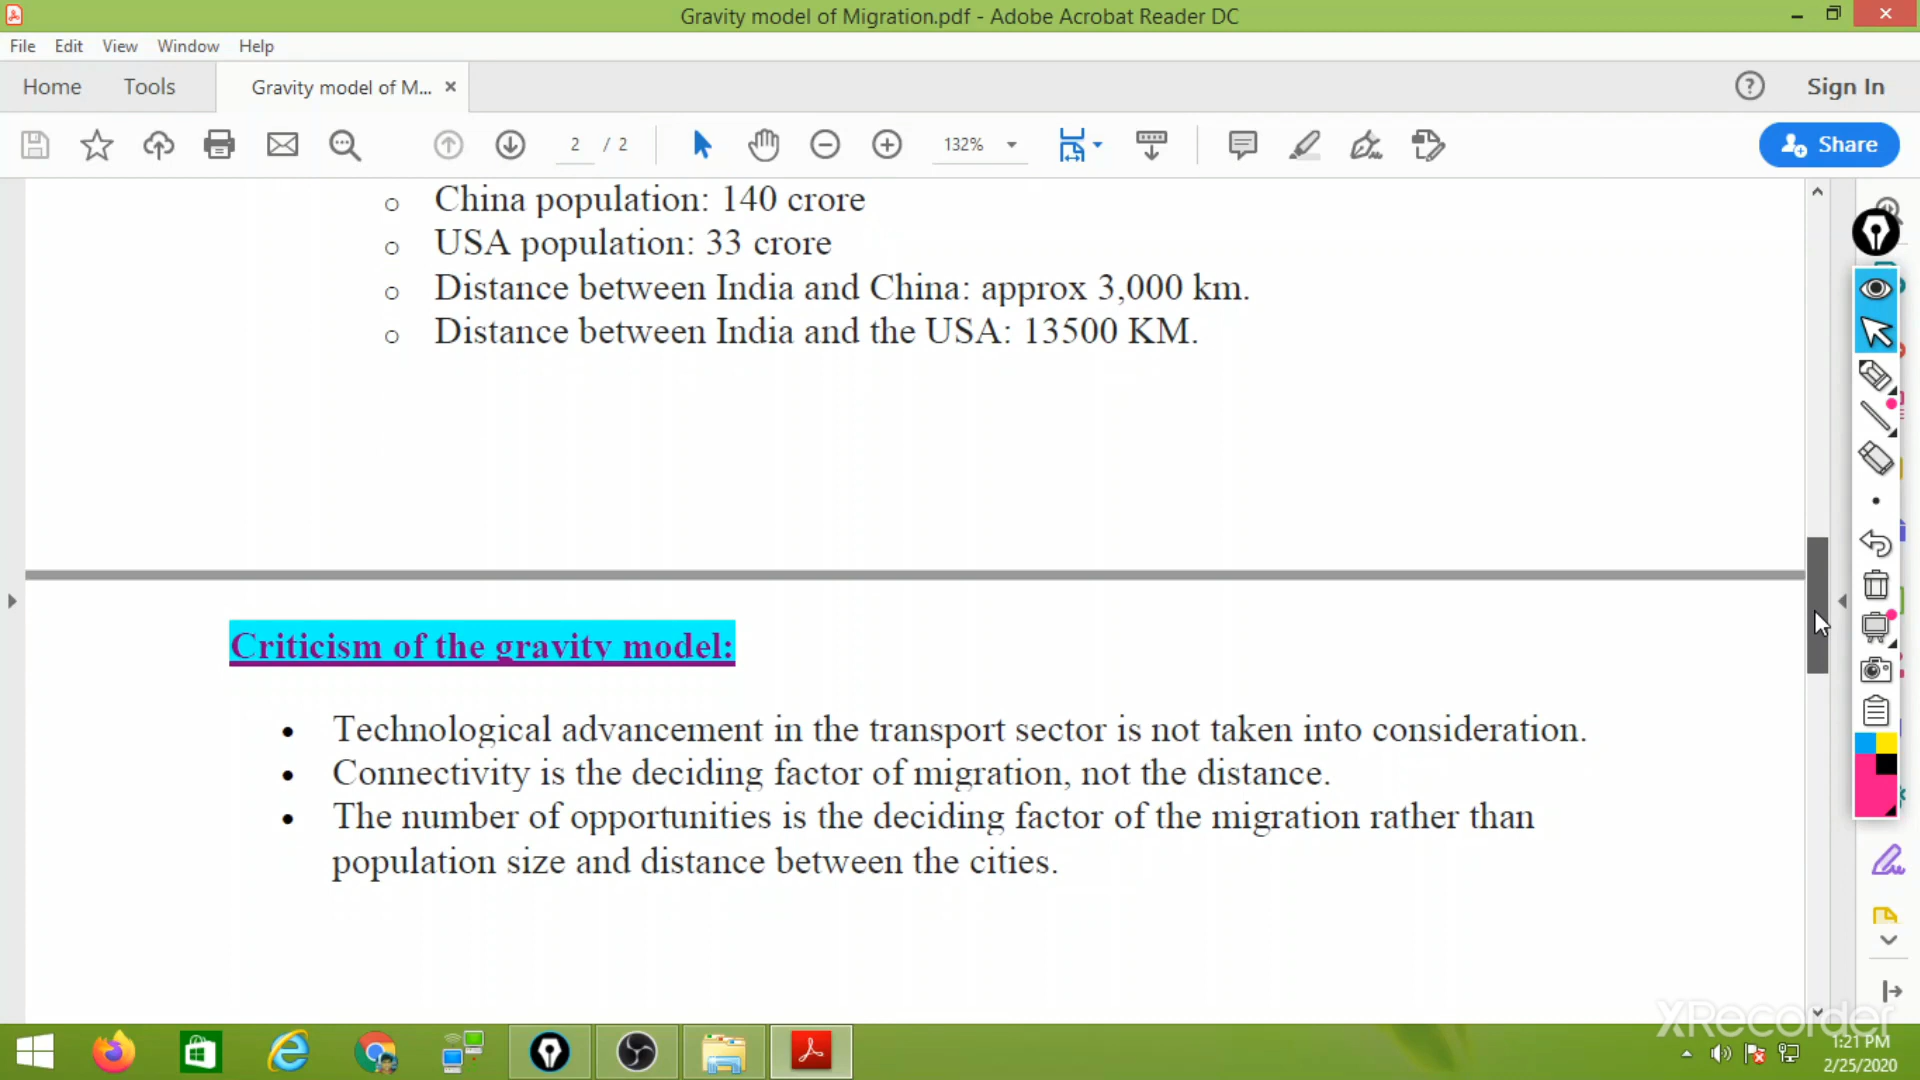 Gravity model of Migration.pdf - Adobe Acrobat Reader DC
File Edit View Window Help
Home Tools Gravity model of M... × ? Sign In
2 / 2 132% Share
o China population: 140 crore
o USA population: 33 crore
o Distance between India and China: approx 3,000 km.
o Distance between India and the USA: 13500 KM.
Criticism of the gravity model:
• Technological advancement in the transport sector is not taken into consideration.
• Connectivity is the deciding factor of migration, not the distance.
• The number of opportunities is the deciding factor of the migration rather than
population size and distance between the cities.
XRecorder
1:21 PM
2/25/2020